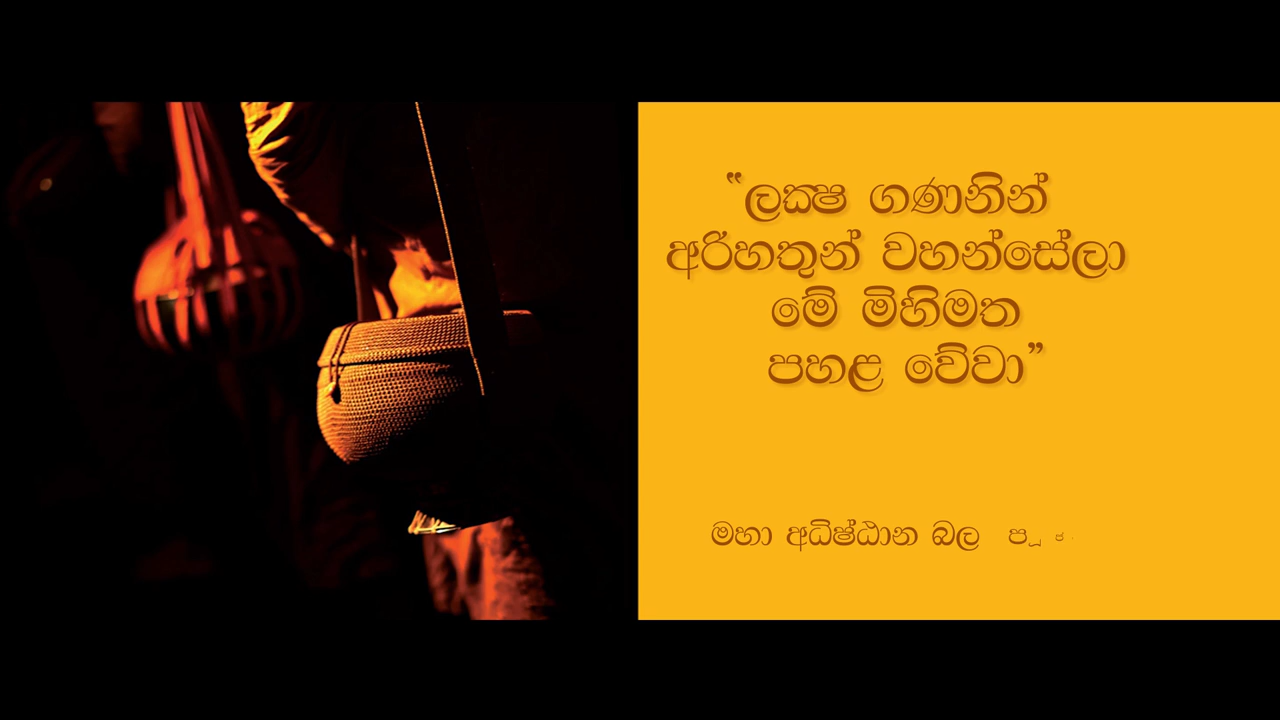 “ලක්‍ෂ ගණනින්
අරිහතුන් වහන්සේලා
මේ මිහිමත
පහළ වේවා”
මහා අධිෂ්ඨාන බල